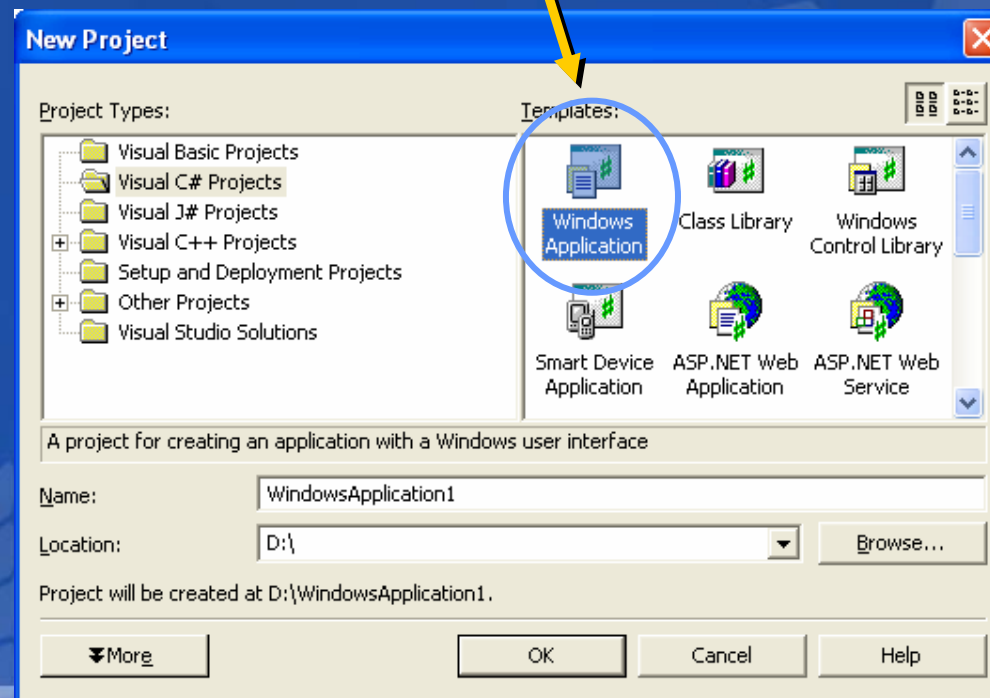 New Project
Project Types:
Templates:
Visual Basic Projects
Visual C# Projects
Visual J# Projects
Visual C++ Projects
Setup and Deployment Projects
Other Projects
Visual Studio Solutions
Windows
Application
Class Library
Windows
Control Library
Smart Device
Application
ASP.NET Web
Application
ASP.NET Web
Service
A project for creating an application with a Windows user interface
Name:
WindowsApplication1
Location:
D:\
Browse...
Project will be created at D:\WindowsApplication1.
More
OK
Cancel
Help